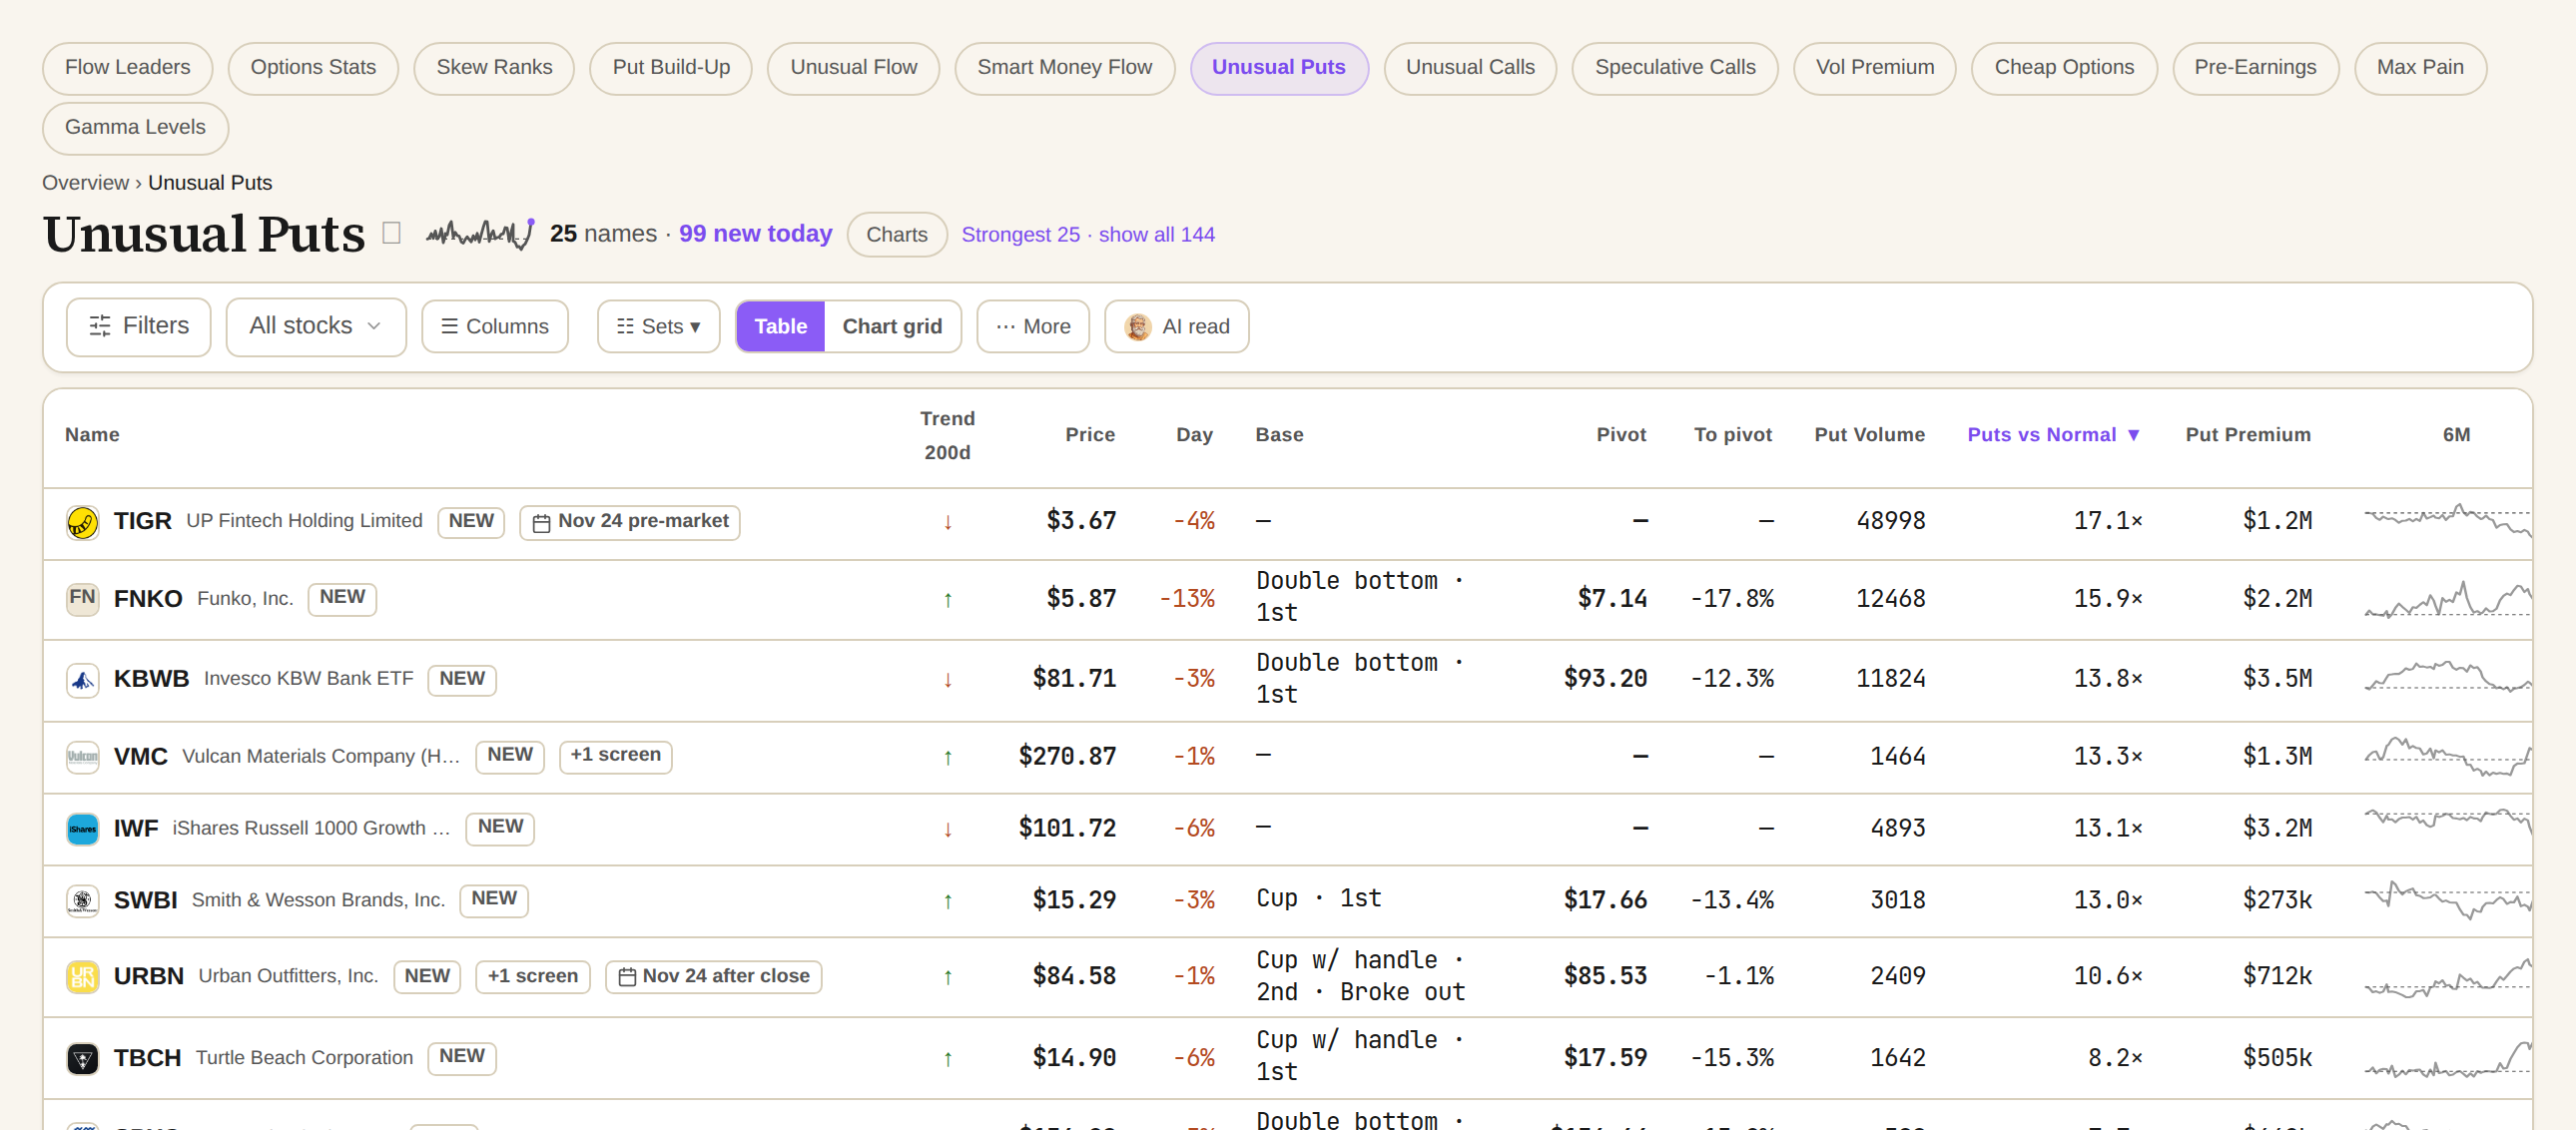 Flow Leaders Options Stats Skew Ranks Put Build-Up Unusual Flow Smart Money Flow Unusual Puts Unusual Calls Speculative Calls Vol Premium Cheap Options Pre-Earnings Max Pain
Gamma Levels
Overview › Unusual Puts
Unusual Puts 25 names · 99 new today Charts Strongest 25 · show all 144
Filters All stocks Columns Sets ▾ Table Chart grid ⋯ More AI read
Name Trend 200d Price Day Base Pivot To pivot Put Volume Puts vs Normal ▼ Put Premium 6M
TIGR UP Fintech Holding Limited NEW Nov 24 pre-market ↓ $3.67 -4% — — — 48998 17.1× $1.2M
FN FNKO Funko, Inc. NEW ↑ $5.87 -13% Double bottom · 1st $7.14 -17.8% 12468 15.9× $2.2M
KBWB Invesco KBW Bank ETF NEW ↓ $81.71 -3% Double bottom · 1st $93.20 -12.3% 11824 13.8× $3.5M
Vulcan VMC Vulcan Materials Company (H… NEW +1 screen ↑ $270.87 -1% — — — 1464 13.3× $1.3M
iShares IWF iShares Russell 1000 Growth … NEW ↓ $101.72 -6% — — — 4893 13.1× $3.2M
SWBI Smith & Wesson Brands, Inc. NEW ↑ $15.29 -3% Cup · 1st $17.66 -13.4% 3018 13.0× $273k
URBN URBN Urban Outfitters, Inc. NEW +1 screen Nov 24 after close ↑ $84.58 -1% Cup w/ handle · 2nd · Broke out $85.53 -1.1% 2409 10.6× $712k
TBCH Turtle Beach Corporation NEW ↑ $14.90 -6% Cup w/ handle · 1st $17.59 -15.3% 1642 8.2× $505k
Double bottom ·